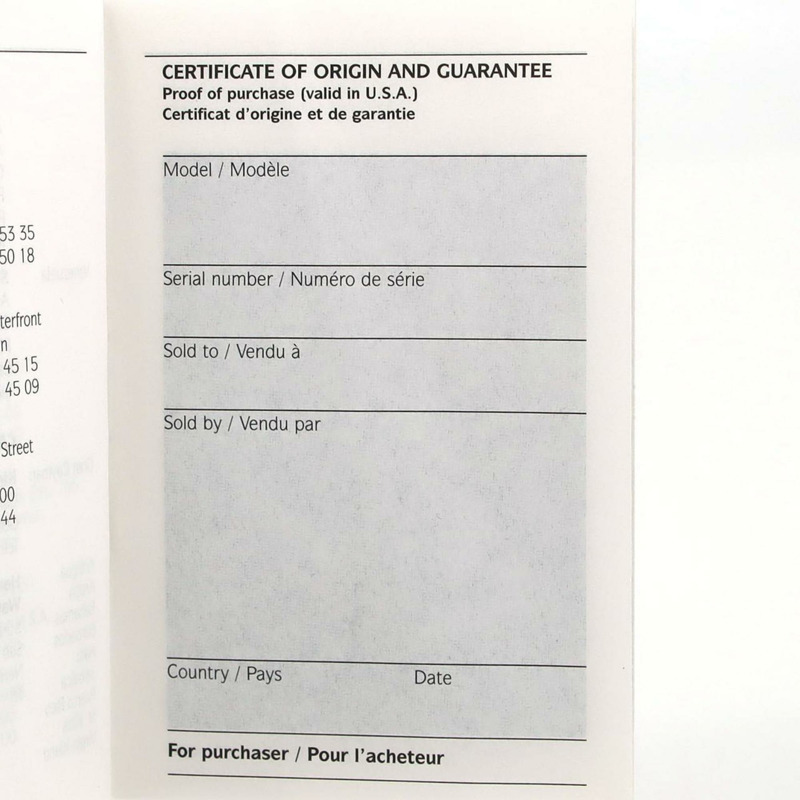 53 35
50 18
terfront
n
45 15
45 09
Street
00
44
CERTIFICATE OF ORIGIN AND GUARANTEE
Proof of purchase (valid in U.S.A.)
Certificat d'origine et de garantie
Model / Modèle
Serial number / Numéro de série
Sold to / Vendu à
Sold by / Vendu par
Country / Pays Date
For purchaser / Pour l'acheteur